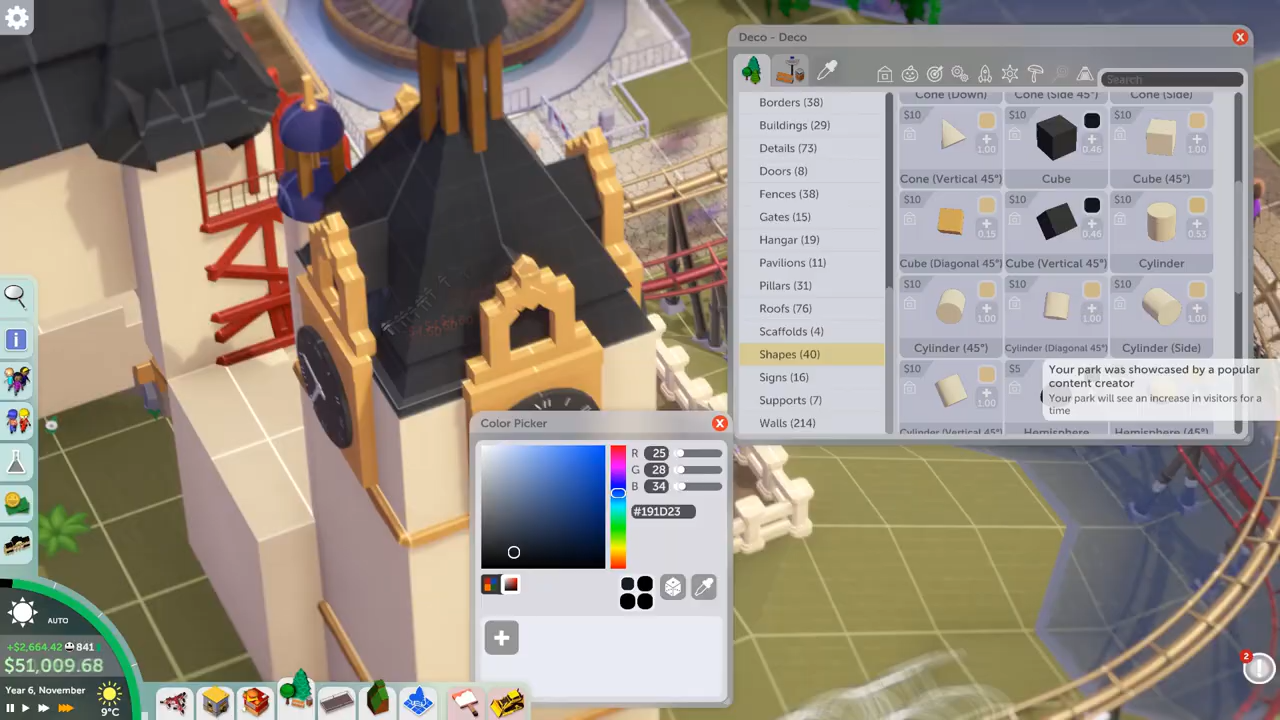 Deco - Deco
Search
Borders (38)
Buildings (29)
Details (73)
Doors (8)
Fences (38)
Gates (15)
Hangar (19)
Pavilions (11)
Pillars (31)
Roofs (76)
Scaffolds (4)
Shapes (40)
Signs (16)
Supports (7)
Walls (214)
Cone (Down) Cone (Side 45°) Cone (Side)
$10 1.00 $10 0.46 $10 1.00
Cone (Vertical 45°) Cube Cube (45°)
$10 0.15 $10 0.46 $10 0.53
Cube (Diagonal 45°) Cube (Vertical 45°) Cylinder
$10 1.00 $10 1.00 $10 1.00
Cylinder (45°) Cylinder (Diagonal 45°) Cylinder (Side)
$10 1.00 $5
Cylinder (Vertical 45°) Hemisphere Hemisphere (45°)
Your park was showcased by a popular
content creator
Your park will see an increase in visitors for a
time
Color Picker
R 25
G 28
B 34
#191D23
AUTO
+$2,664.42 841
$51,009.68
Year 6, November
9°C
2